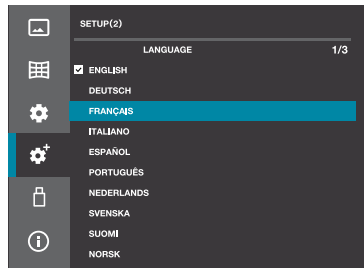 SETUP(2)
LANGUAGE 1/3
ENGLISH
DEUTSCH
FRANÇAIS
ITALIANO
ESPAÑOL
PORTUGUÊS
NEDERLANDS
SVENSKA
SUOMI
NORSK